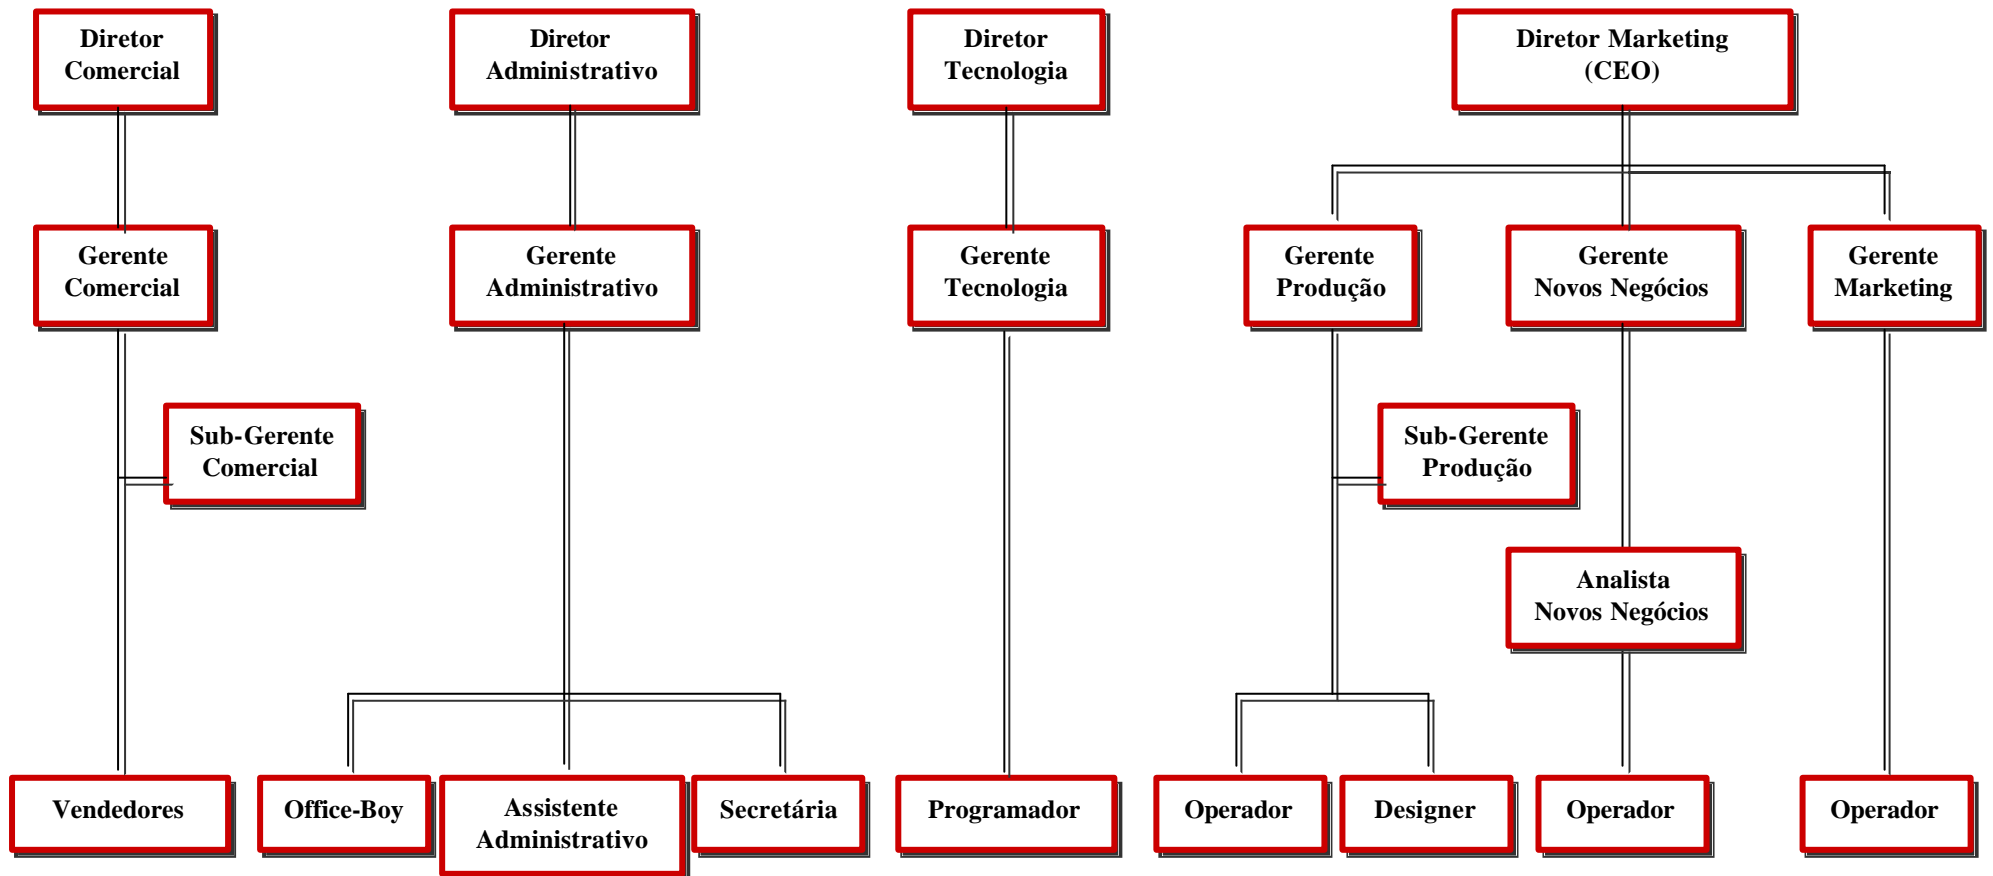 Diretor
Comercial
Diretor
Administrativo
Diretor
Tecnologia
Diretor Marketing
(CEO)
Gerente
Comercial
Gerente
Administrativo
Gerente
Tecnologia
Gerente
Produção
Gerente
Novos Negócios
Gerente
Marketing
Sub-Gerente
Comercial
Sub-Gerente
Produção
Analista
Novos Negócios
Vendedores
Office-Boy
Assistente
Administrativo
Secretária
Programador
Operador
Designer
Operador
Operador